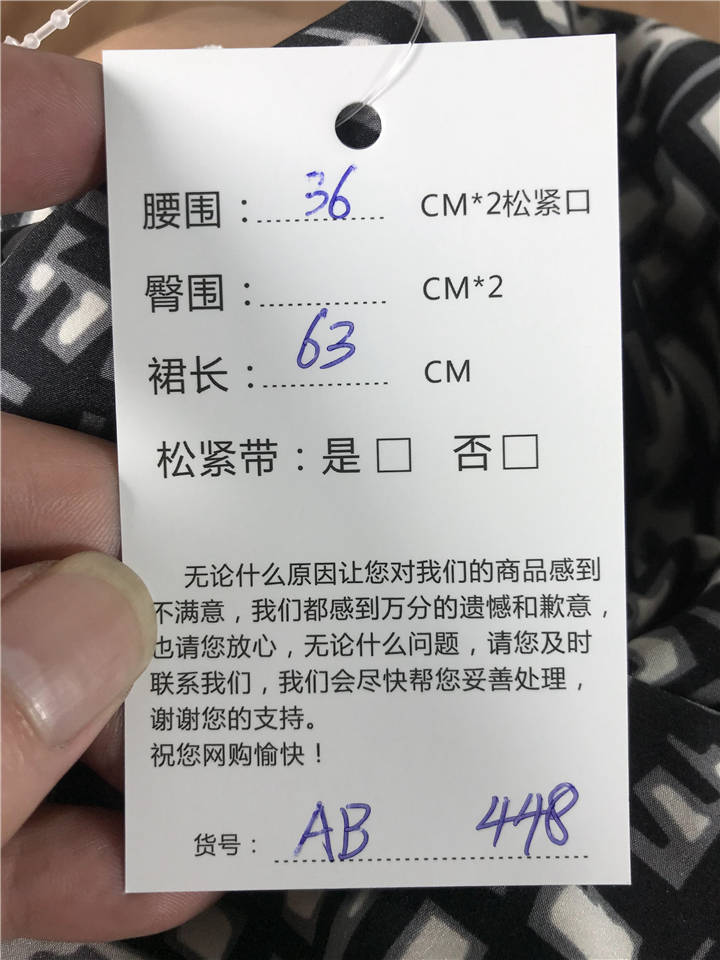 腰围：36 CM*2松紧口
臀围： CM*2
裙长：63 CM
松紧带：是□ 否□
无论什么原因让您对我们的商品感到
不满意，我们都感到万分的遗憾和歉意，
也请您放心，无论什么问题，请您及时
联系我们，我们会尽快帮您妥善处理，
谢谢您的支持。
祝您网购愉快！
货号：AB 448